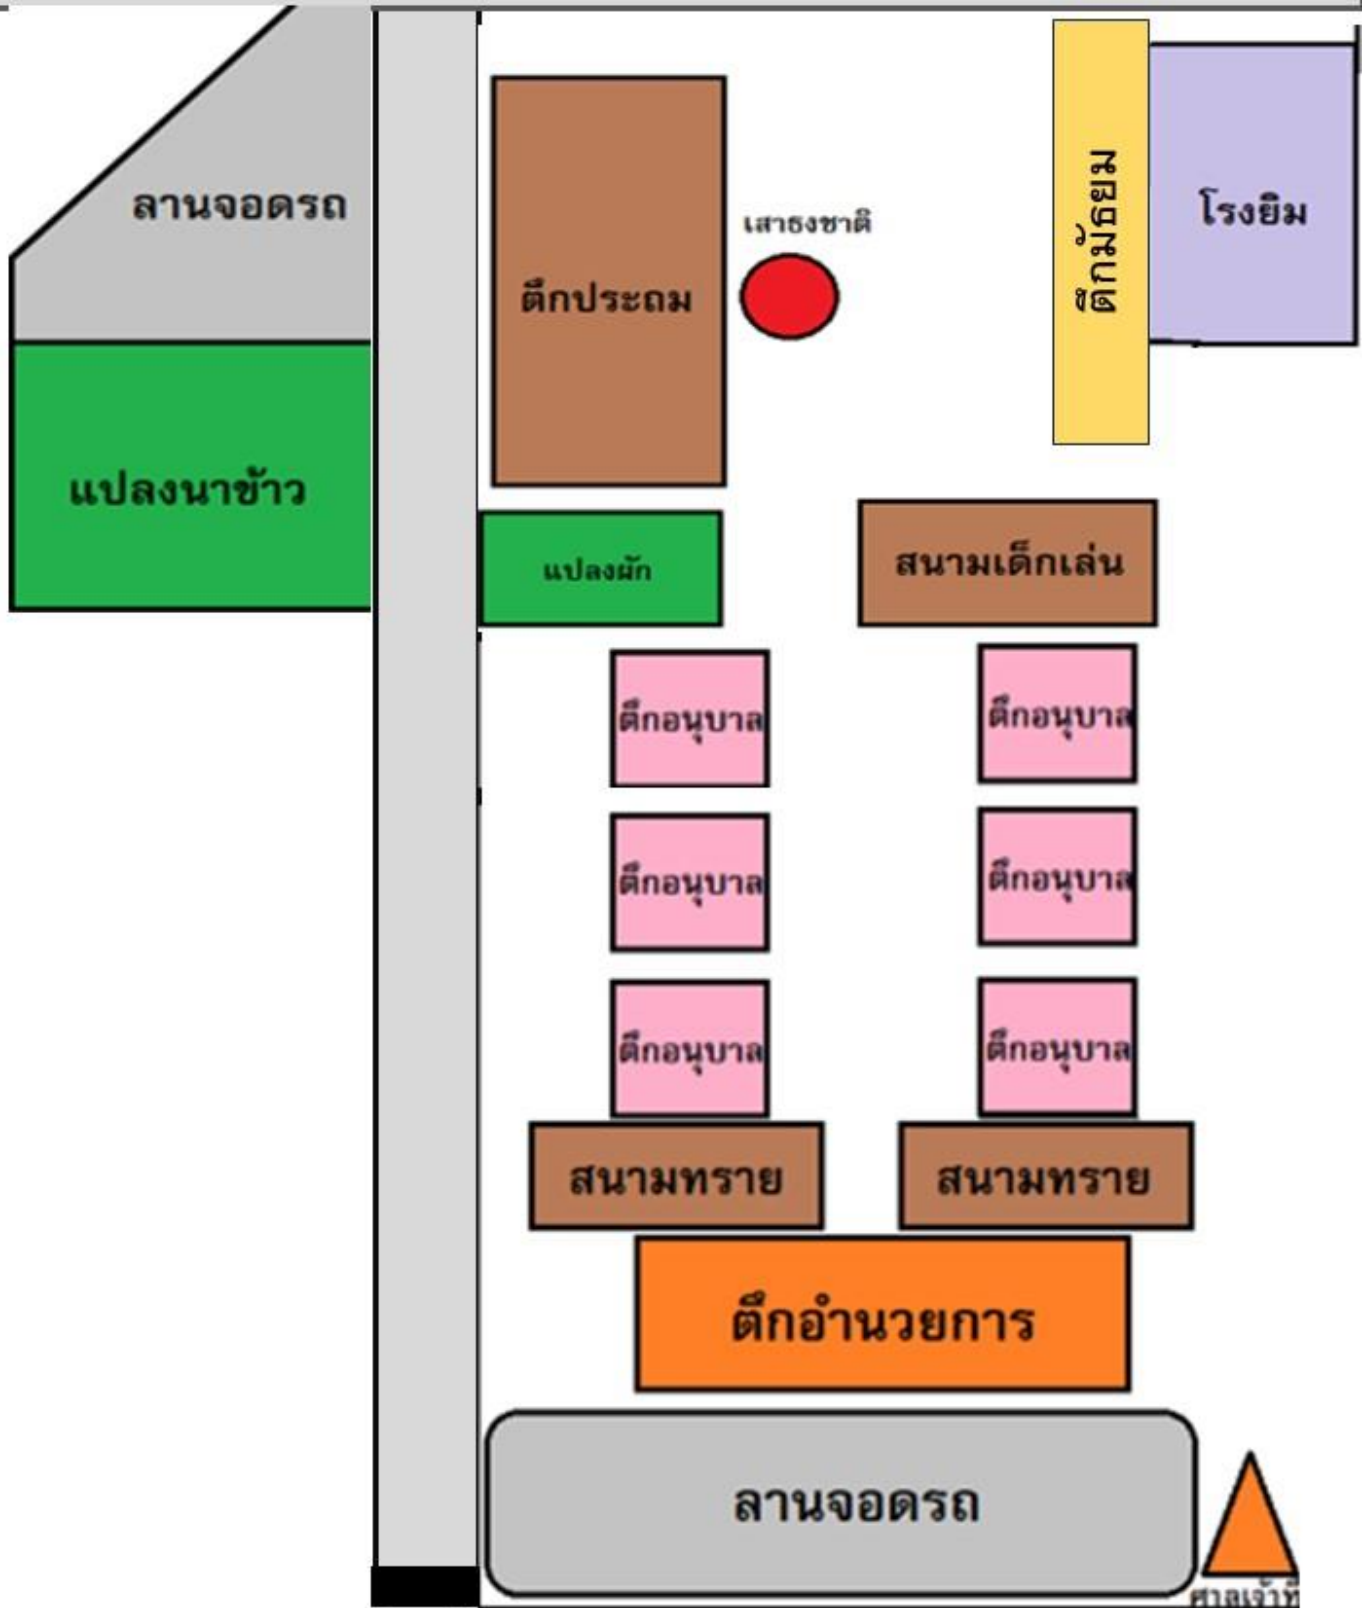 ลานจอดรถ
เสาธงชาติ
ตึกประถม
ตึกมัธยม
โรงยิม
แปลงนาข้าว
แปลงผัก
สนามเด็กเล่น
ตึกอนุบาล
ตึกอนุบาล
ตึกอนุบาล
ตึกอนุบาล
ตึกอนุบาล
ตึกอนุบาล
สนามทราย
สนามทราย
ตึกอำนวยการ
ลานจอดรถ
ศาลเจ้าที่